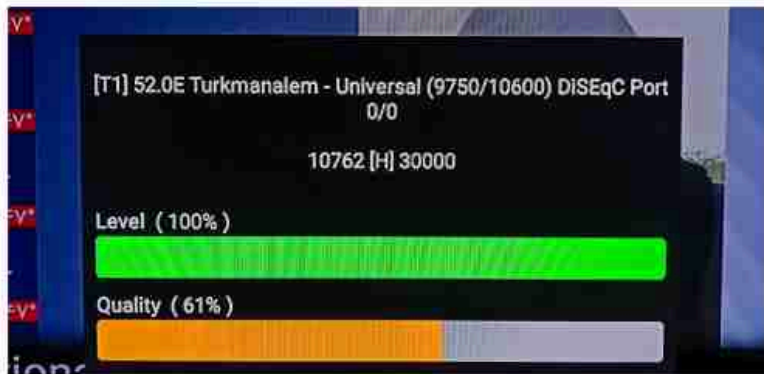 [T1] 52.0E Turkmanalem - Universal (9750/10600) DiSEqC Port
0/0
10762 [H] 30000
Level (100%)
Quality (61%)